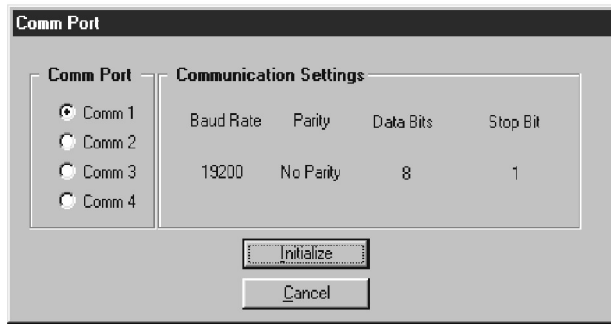 Comm Port
Comm Port
Comm 1
Comm 2
Comm 3
Comm 4
Communication Settings
Baud Rate Parity Data Bits Stop Bit
19200 No Parity 8 1
Initialize
Cancel